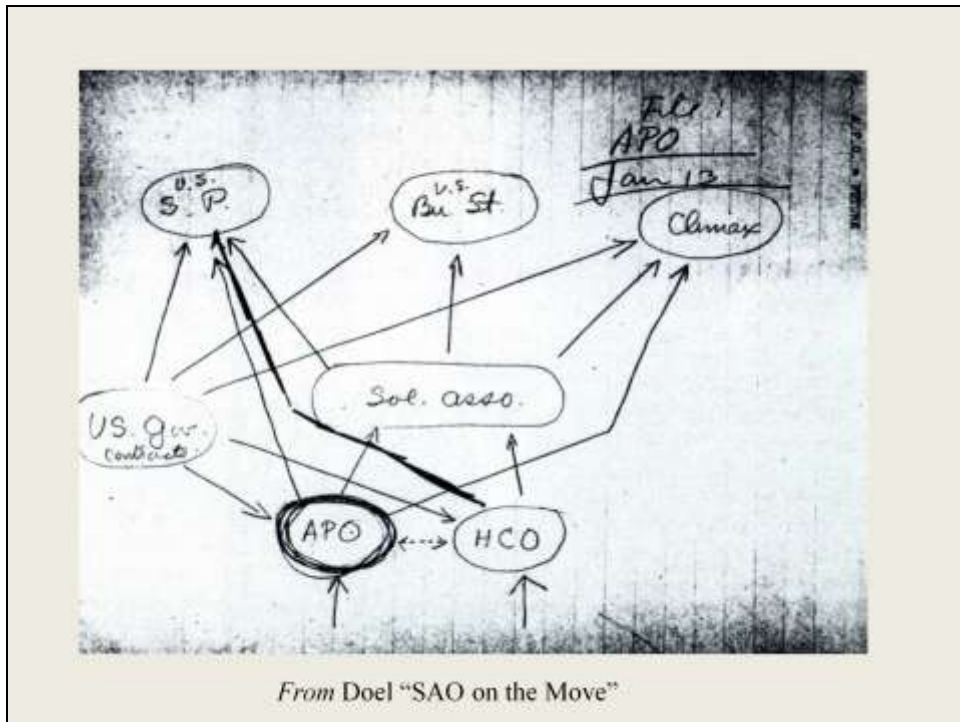 File:
APO
Jan 13
U.S.
S. P.
U.S.
Bu St.
Climax
Sol. asso.
US. Gov.
contracts
APO
HCO
From Doel “SAO on the Move”